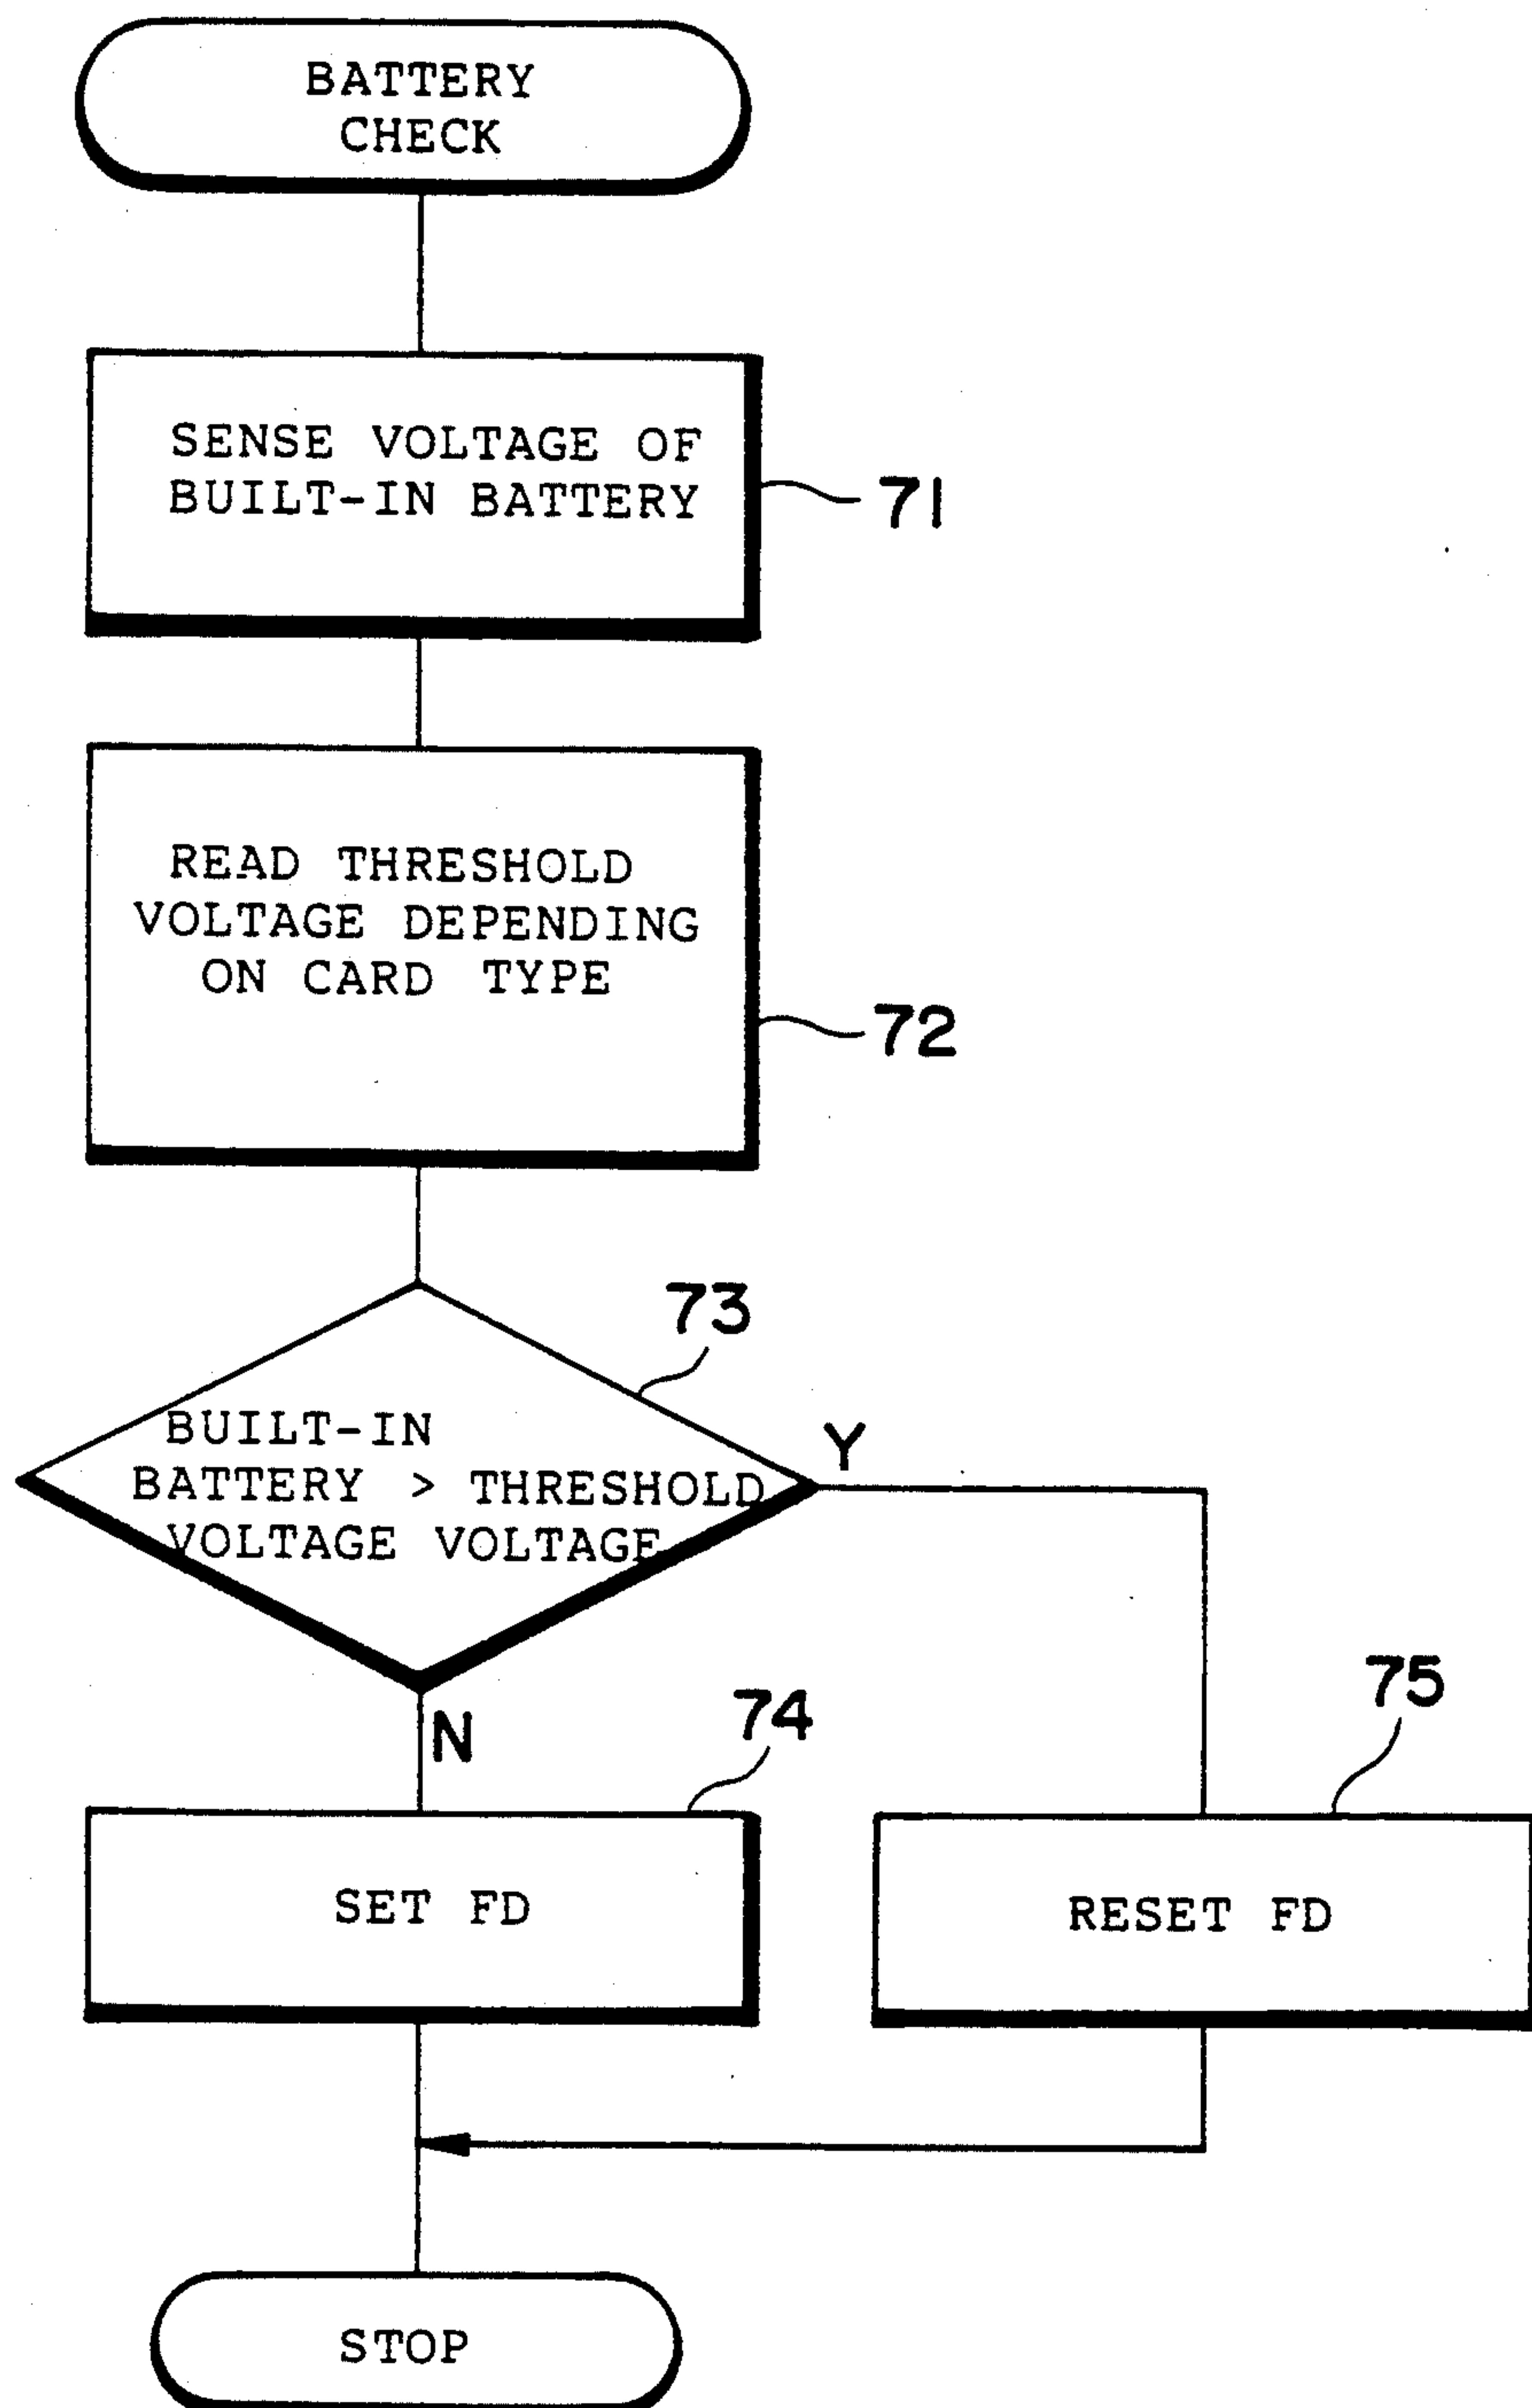 BATTERY
CHECK
SENSE VOLTAGE OF
BUILT-IN BATTERY
71
READ THRESHOLD
VOLTAGE DEPENDING
ON CARD TYPE
72
73
BUILT-IN
BATTERY > THRESHOLD
VOLTAGE VOLTAGE
Y
N
74
75
SET FD
RESET FD
STOP